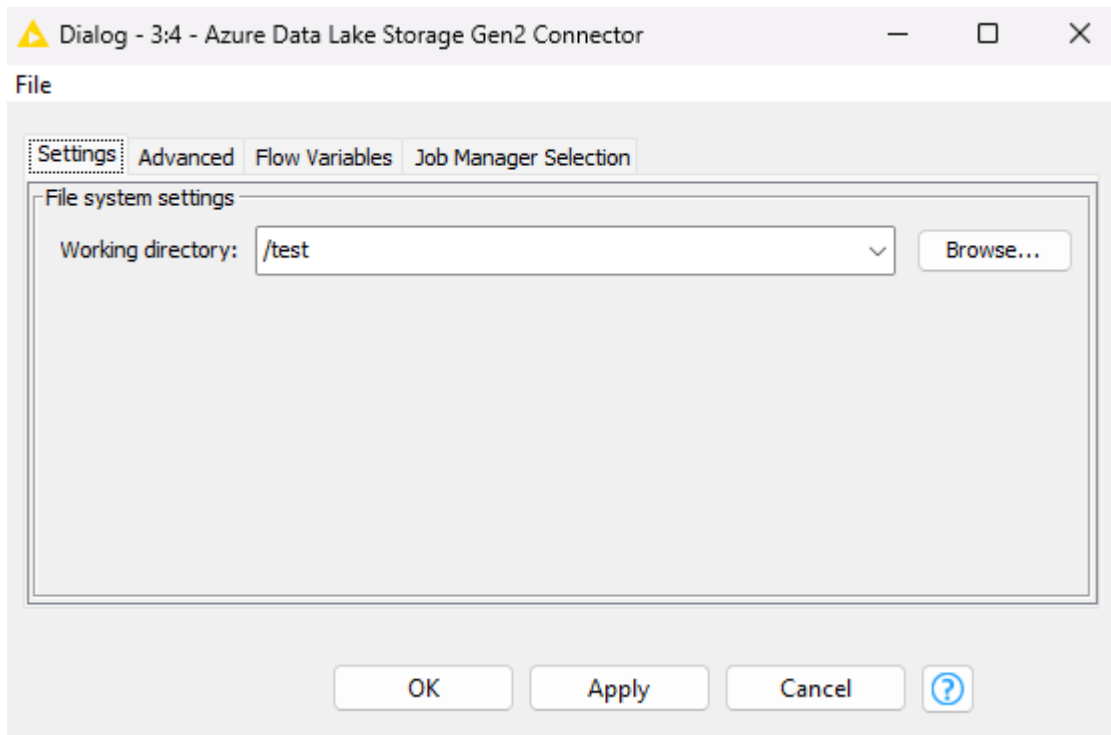 Dialog - 3:4 - Azure Data Lake Storage Gen2 Connector
File
Settings Advanced Flow Variables Job Manager Selection
File system settings
Working directory: /test Browse...
OK Apply Cancel ?